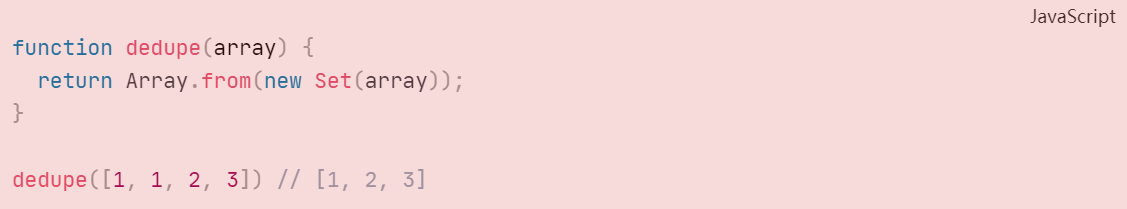 JavaScript
function dedupe(array) {
  return Array.from(new Set(array));
}

dedupe([1, 1, 2, 3]) // [1, 2, 3]